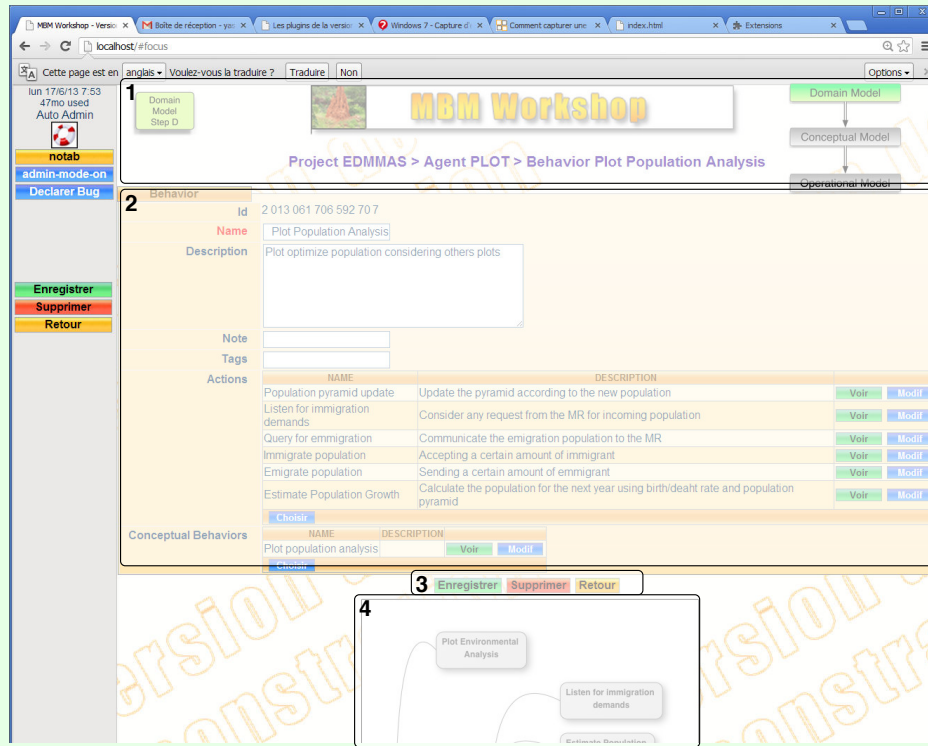 MBM Workshop - Versio
Boîte de réception - yas
Les plugins de la version
Windows 7 - Capture d'e
Comment capturer une
index.html
Extensions
localhost/#focus
Cette page est en anglais Voulez-vous la traduire ? Traduire Non Options
lun 17/6/13 7:53
47mo used
Auto Admin
notab
admin-mode-on
Declarer Bug
Enregistrer
Supprimer
Retour
1
Domain
Model
Step D
MBM Workshop
Project EDMMAS > Agent PLOT > Behavior Plot Population Analysis
Domain Model
Conceptual Model
Operational Model
2
Behavior
Id 2 013 061 706 592 70 7
Name Plot Population Analysis
Description Plot optimize population considering others plots
Note
Tags
Actions NAME DESCRIPTION
Population pyramid update Update the pyramid according to the new population Voir Modif
Listen for immigration
demands Consider any request from the MR for incoming population Voir Modif
Query for emmigration Communicate the emigration population to the MR Voir Modif
Immigrate population Accepting a certain amount of immigrant Voir Modif
Emigrate population Sending a certain amount of emmigrant Voir Modif
Estimate Population Growth Calculate the population for the next year using birth/deaht rate and population
pyramid Voir Modif
Choisir
Conceptual Behaviors NAME DESCRIPTION
Plot population analysis Voir Modif
Choisir
3 Enregistrer Supprimer Retour
4
Plot Environmental
Analysis
Listen for immigration
demands
Estimate Population